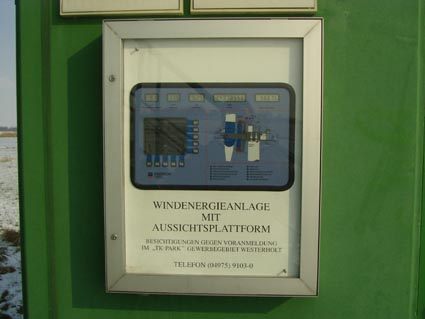 WINDENERGIEANLAGE
MIT
AUSSICHTSPLATTFORM
BESICHTIGUNGEN GEGEN VORANMELDUNG
IM „TK-PARK" GEWERBEGEBIET WESTERHOLT
TELEFON (04975) 9103-0